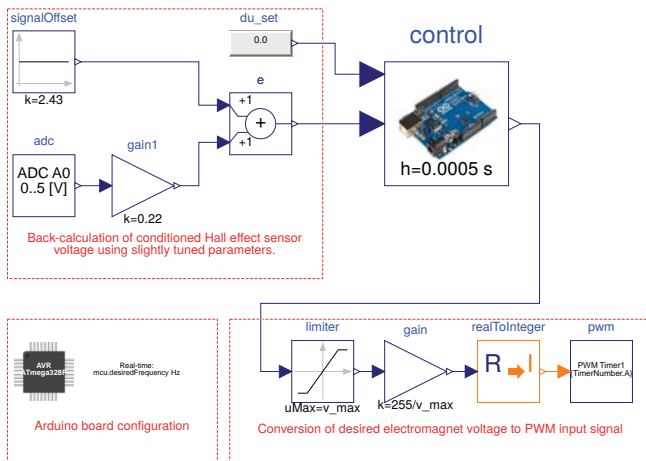 signalOffset
k=2.43
du_set
0.0
control
h=0.0005 s
e
+1
+
+1
adc
ADC A0
0..5 [V]
gain1
k=0.22
Back-calculation of conditioned Hall effect sensor
voltage using slightly tuned parameters.
AVR
ATmega328P
Real-time:
mcu.desiredFrequency Hz
Arduino board configuration
limiter
uMax=v_max
gain
k=255/v_max
realToInteger
R I
pwm
PWM Timer1
(TimerNumber.A)
Conversion of desired electromagnet voltage to PWM input signal